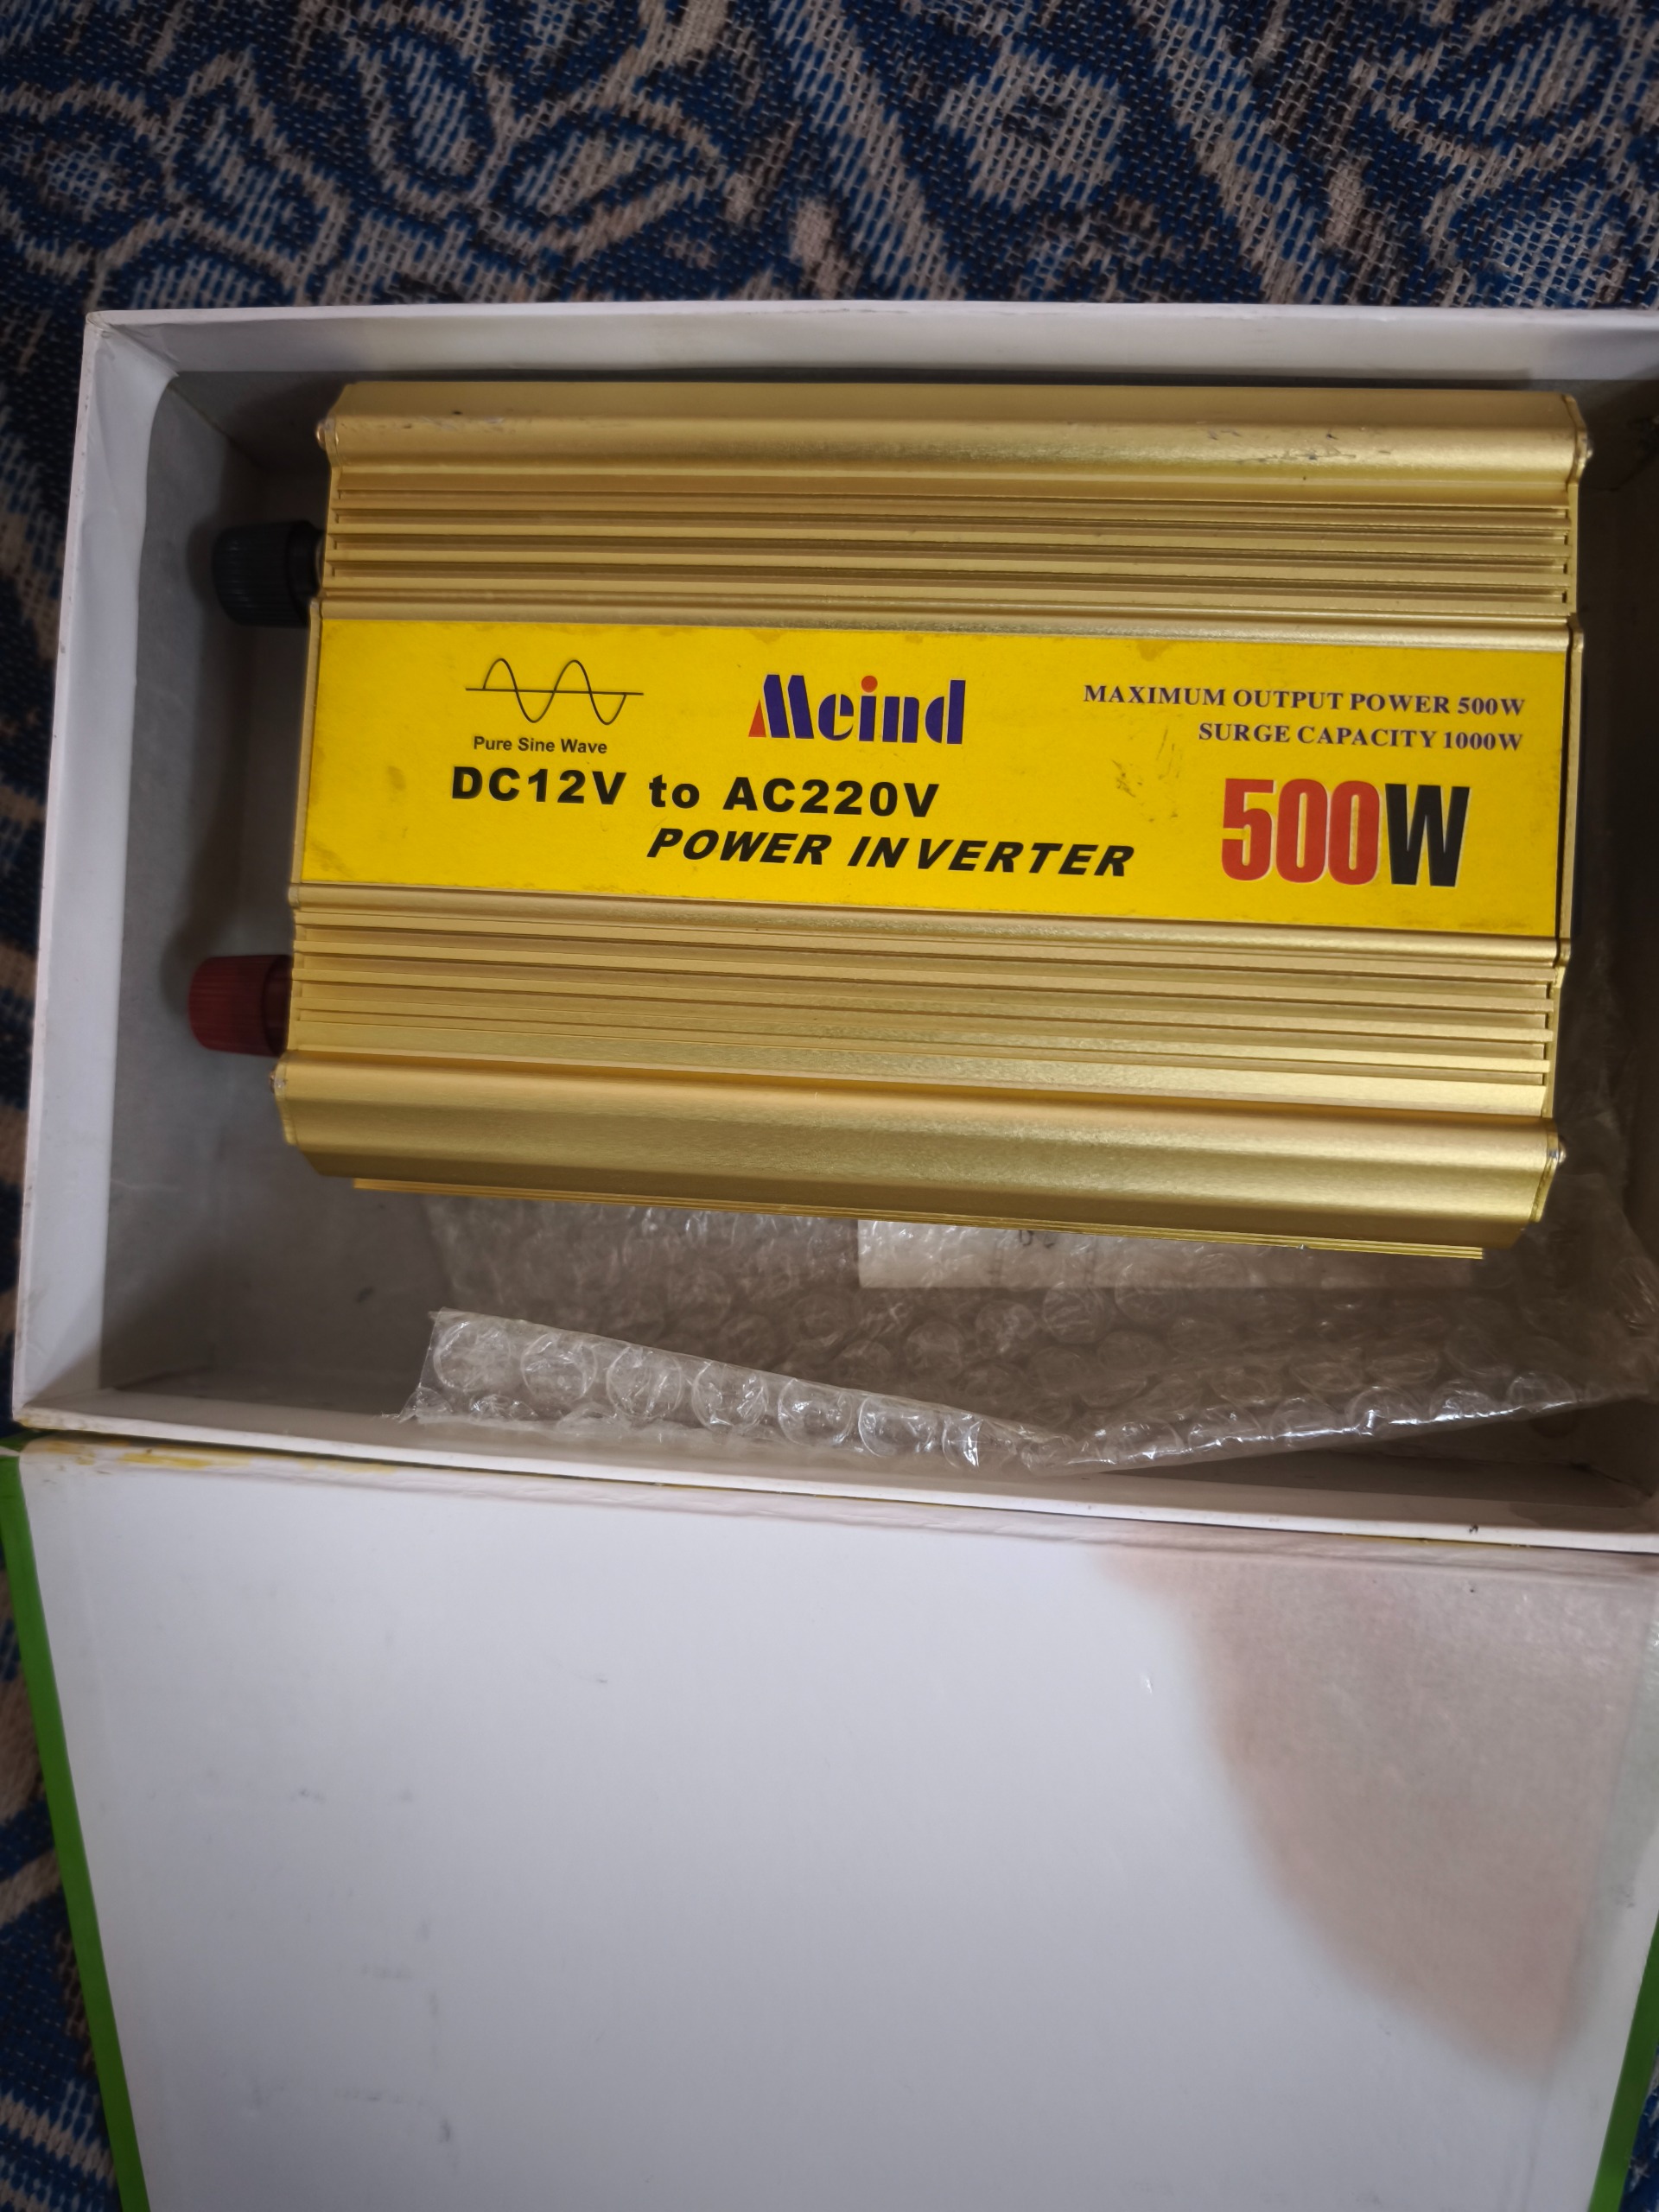 Pure Sine Wave
Meind
MAXIMUM OUTPUT POWER 500W
SURGE CAPACITY 1000W
DC12V to AC220V
POWER INVERTER
500W